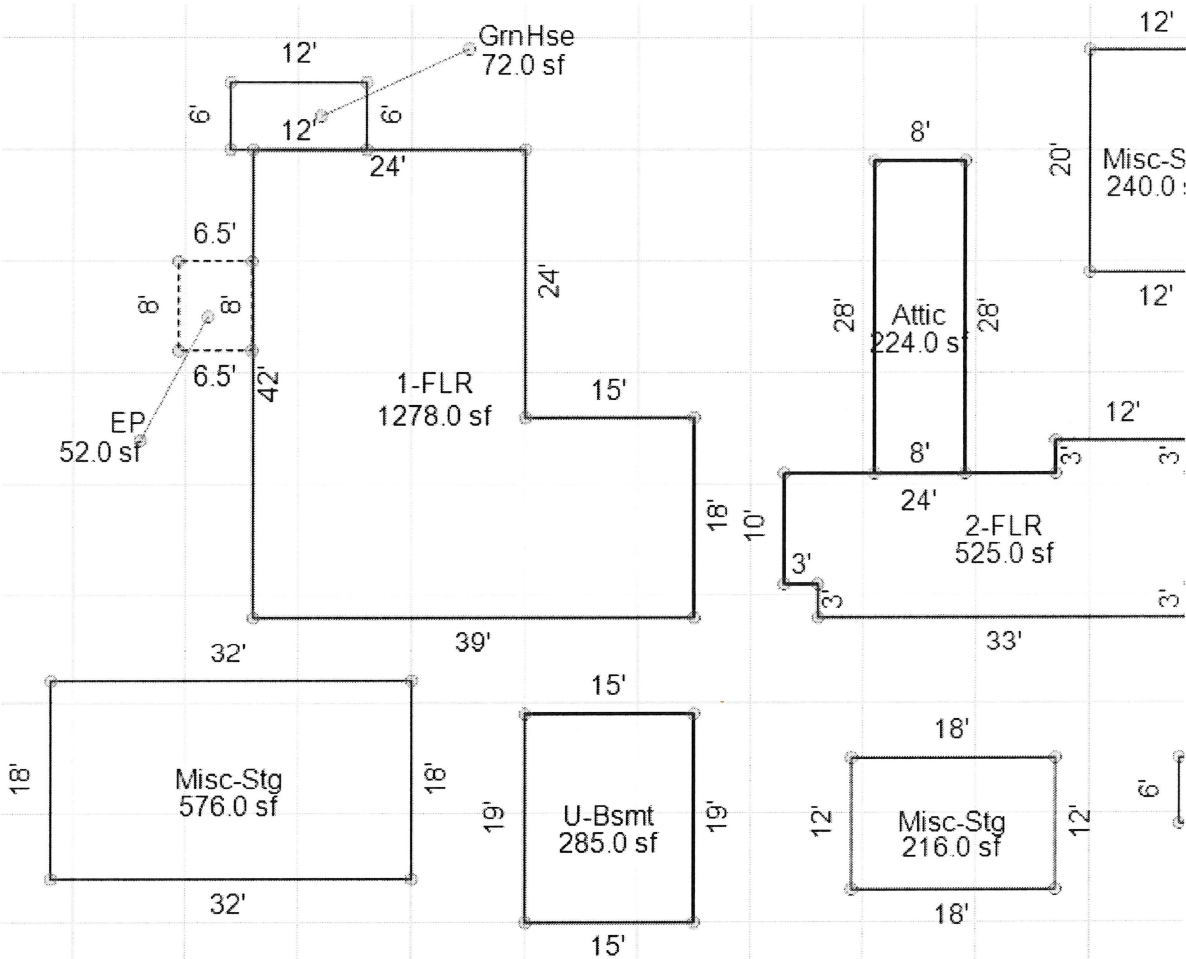 12'
GrnHse
72.0 sf
6'
6'
12'
24'
6.5'
8'
8'
6.5'
EP
52.0 sf
42'
24'
1-FLR
1278.0 sf
15'
18'
39'
8'
28'
Attic
224.0 sf
28'
8'
12'
20'
Misc-S
240.0
12'
12'
3'
3'
24'
10'
2-FLR
525.0 sf
3'
3'
3'
33'
32'
18'
Misc-Stg
576.0 sf
18'
32'
15'
19'
U-Bsmt
285.0 sf
19'
15'
18'
12'
Misc-Stg
216.0 sf
12'
18'
6'